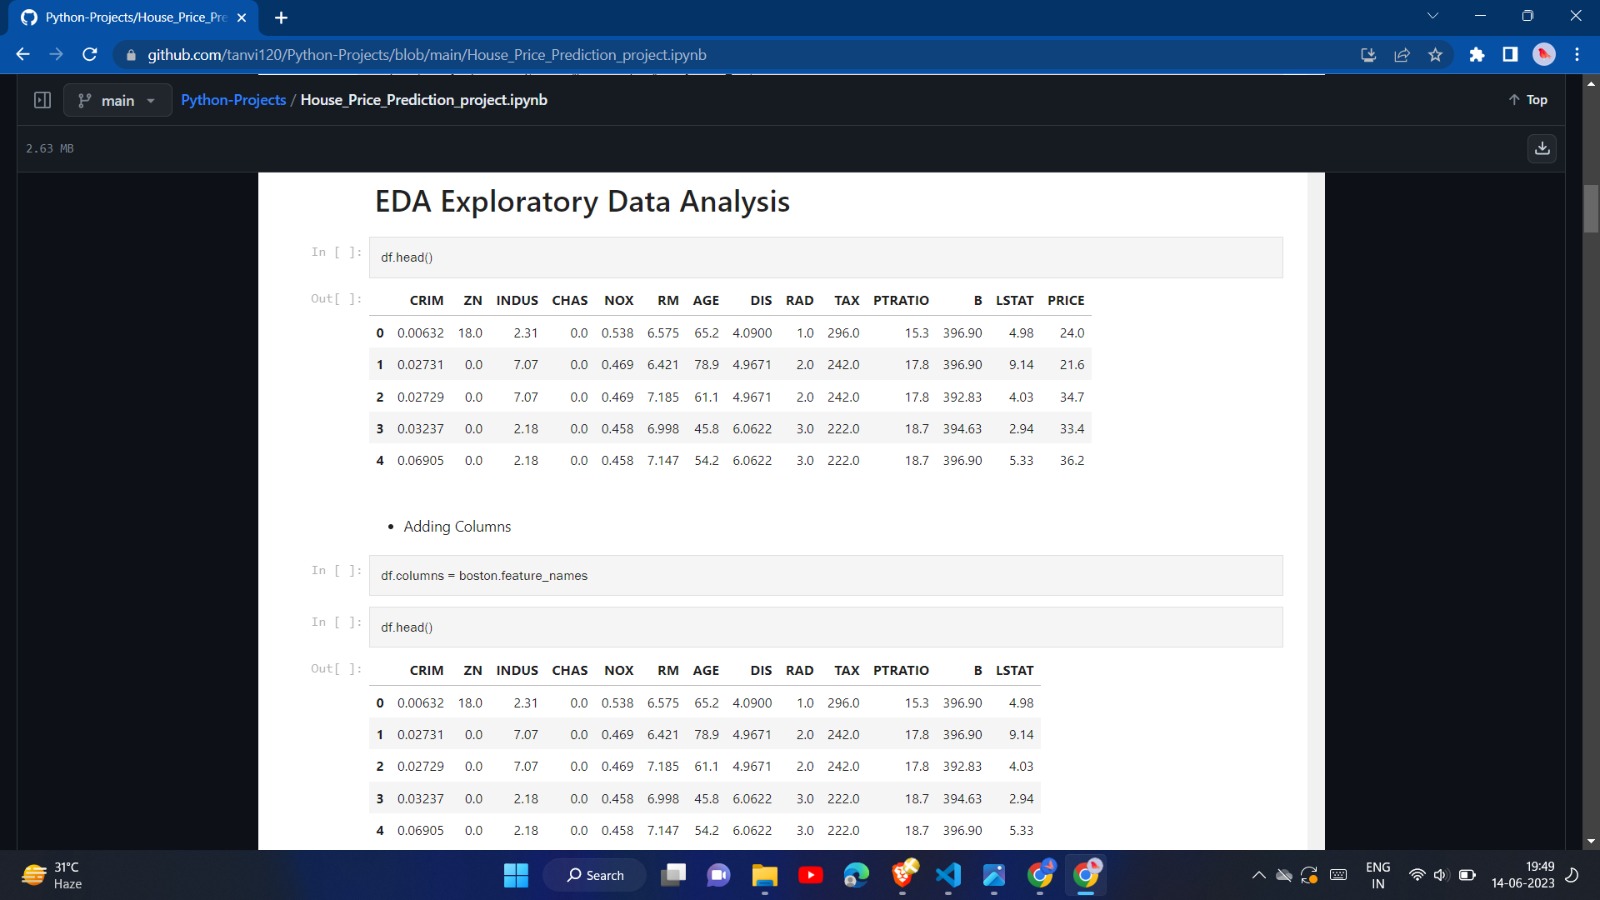 Python-Projects/House_Price_Pre
github.com/tanvi120/Python-Projects/blob/main/House_Price_Prediction_project.ipynb
main
Python-Projects / House_Price_Prediction_project.ipynb
Top
2.63 MB
EDA Exploratory Data Analysis
In [ ]: df.head()
Out[ ]: CRIM ZN INDUS CHAS NOX RM AGE DIS RAD TAX PTRATIO B LSTAT PRICE
0 0.00632 18.0 2.31 0.0 0.538 6.575 65.2 4.0900 1.0 296.0 15.3 396.90 4.98 24.0
1 0.02731 0.0 7.07 0.0 0.469 6.421 78.9 4.9671 2.0 242.0 17.8 396.90 9.14 21.6
2 0.02729 0.0 7.07 0.0 0.469 7.185 61.1 4.9671 2.0 242.0 17.8 392.83 4.03 34.7
3 0.03237 0.0 2.18 0.0 0.458 6.998 45.8 6.0622 3.0 222.0 18.7 394.63 2.94 33.4
4 0.06905 0.0 2.18 0.0 0.458 7.147 54.2 6.0622 3.0 222.0 18.7 396.90 5.33 36.2
• Adding Columns
In [ ]: df.columns = boston.feature_names
In [ ]: df.head()
Out[ ]: CRIM ZN INDUS CHAS NOX RM AGE DIS RAD TAX PTRATIO B LSTAT
0 0.00632 18.0 2.31 0.0 0.538 6.575 65.2 4.0900 1.0 296.0 15.3 396.90 4.98
1 0.02731 0.0 7.07 0.0 0.469 6.421 78.9 4.9671 2.0 242.0 17.8 396.90 9.14
2 0.02729 0.0 7.07 0.0 0.469 7.185 61.1 4.9671 2.0 242.0 17.8 392.83 4.03
3 0.03237 0.0 2.18 0.0 0.458 6.998 45.8 6.0622 3.0 222.0 18.7 394.63 2.94
4 0.06905 0.0 2.18 0.0 0.458 7.147 54.2 6.0622 3.0 222.0 18.7 396.90 5.33
31°C
Haze
Search
ENG
IN
19:49
14-06-2023